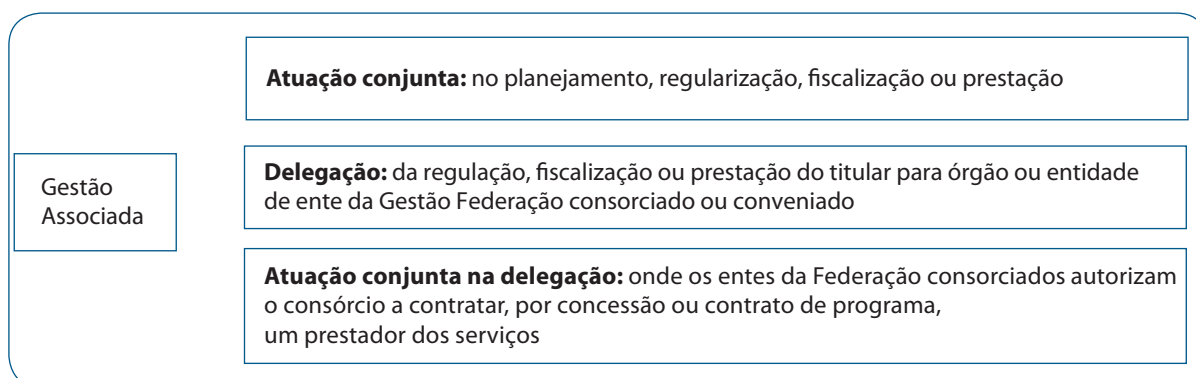 Atuação conjunta: no planejamento, regularização, fiscalização ou prestação
Gestão
Associada
Delegação: da regulação, fiscalização ou prestação do titular para órgão ou entidade
de ente da Gestão Federação consorciado ou conveniado
Atuação conjunta na delegação: onde os entes da Federação consorciados autorizam
o consórcio a contratar, por concessão ou contrato de programa,
um prestador dos serviços